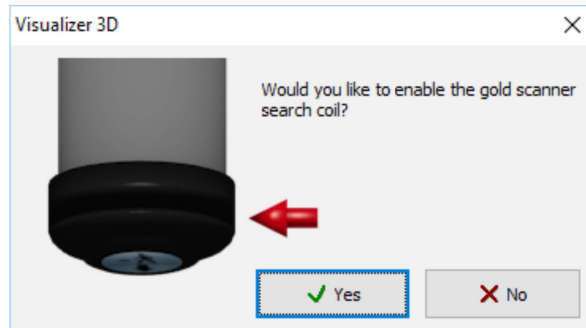 Visualizer 3D
Would you like to enable the gold scanner
search coil?
Yes
No